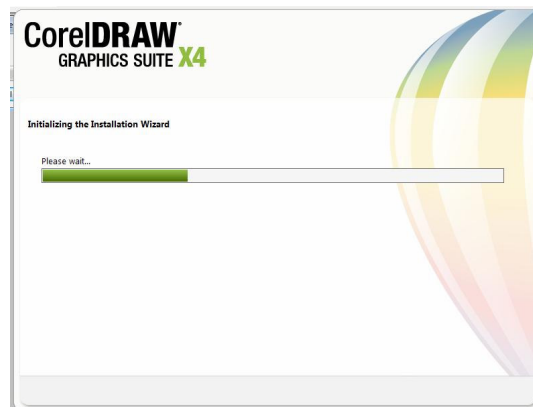 CorelDRAW®
GRAPHICS SUITE X4
Initializing the Installation Wizard
Please wait...